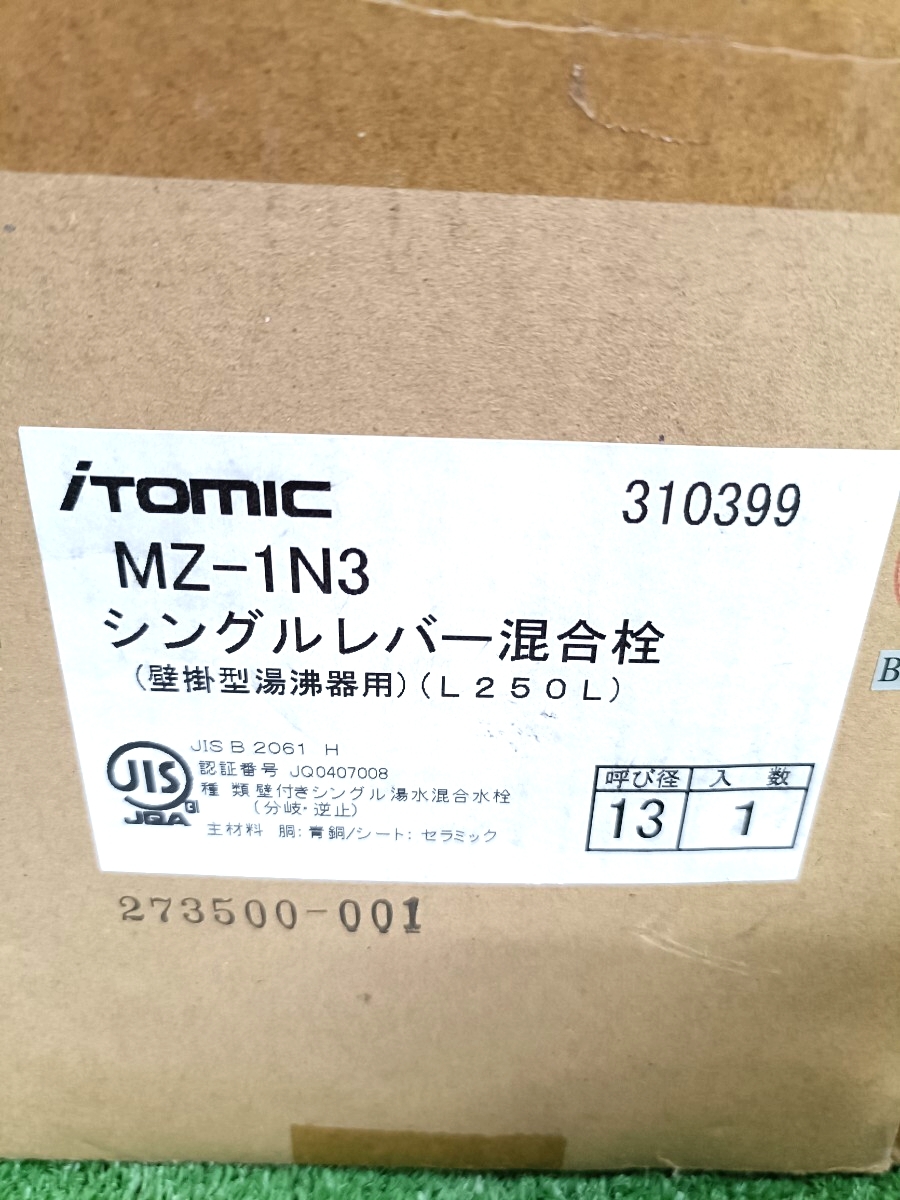 iTOMIC 310399
MZ-1N3
シングルレバー混合栓
(壁掛型湯沸器用)(L250L)
JIS B 2061 H
認証番号 JQ0407008
種類 壁付きシングル湯水混合水栓
(分岐・逆止)
主材料 胴:青銅/シート:セラミック
JIS
JQA
呼び径 入数
13 1
273500-001
B